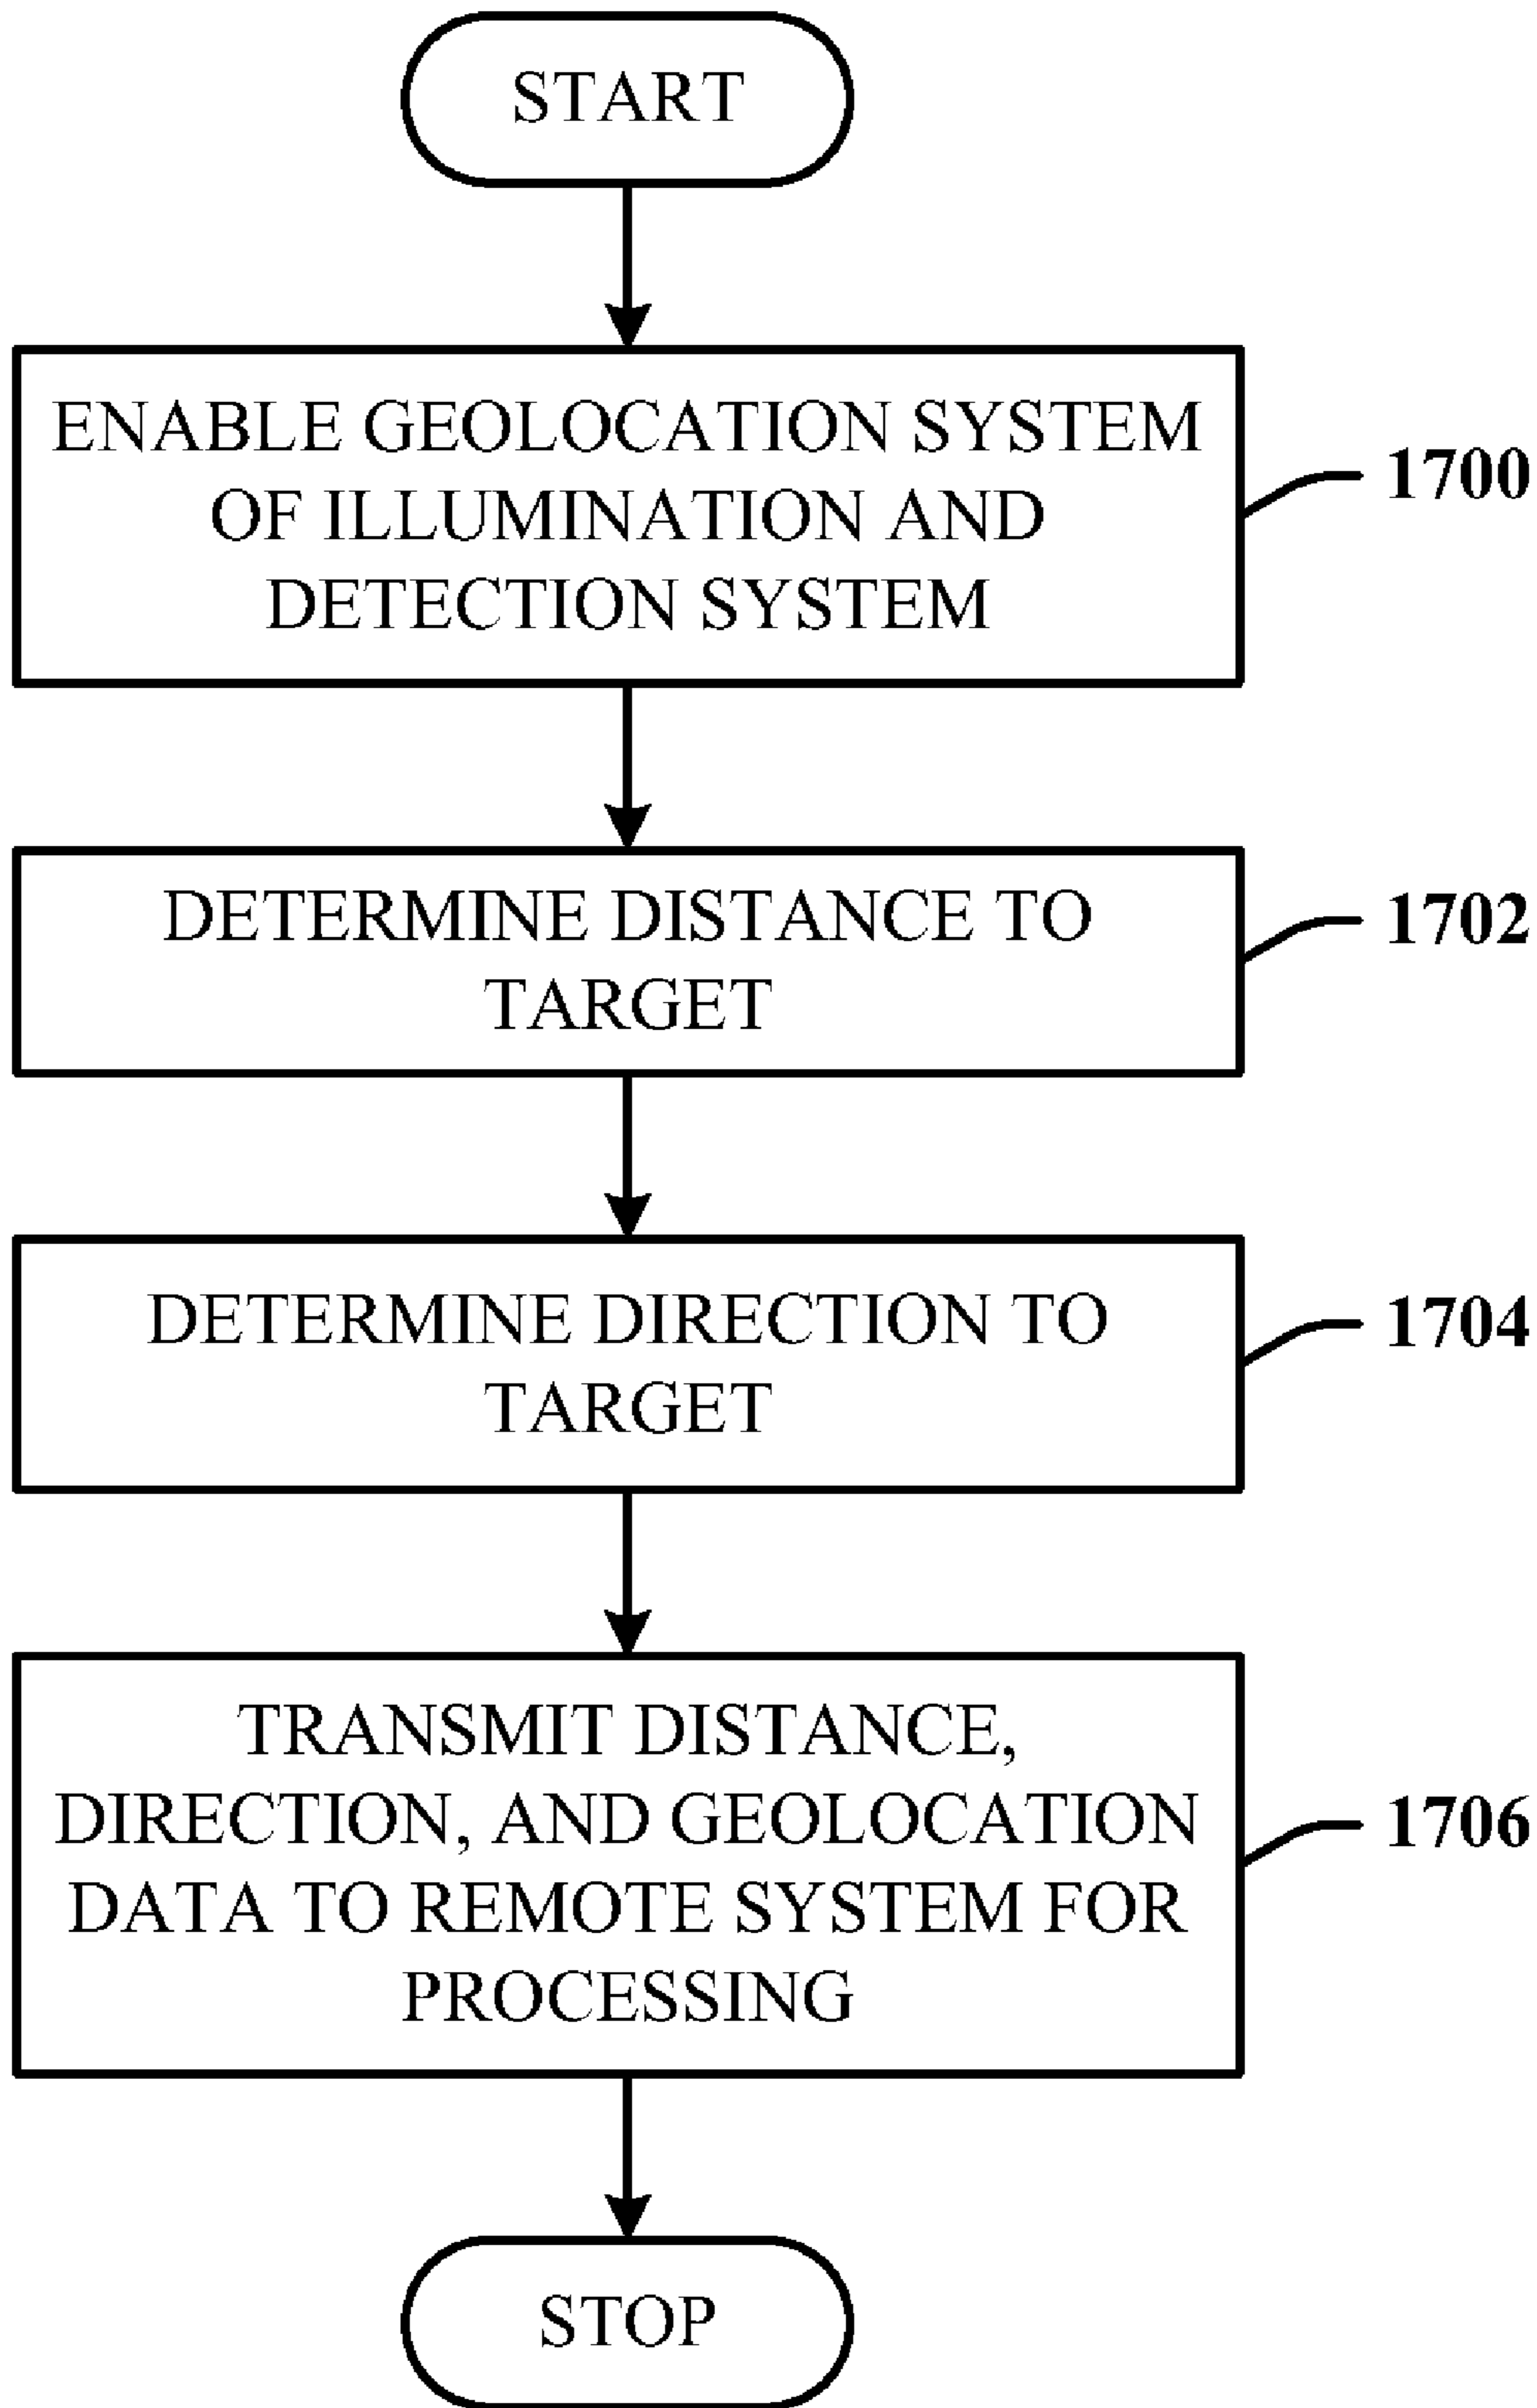 START
ENABLE GEOLOCATION SYSTEM
OF ILLUMINATION AND
DETECTION SYSTEM
1700
DETERMINE DISTANCE TO
TARGET
1702
DETERMINE DIRECTION TO
TARGET
1704
TRANSMIT DISTANCE,
DIRECTION, AND GEOLOCATION
DATA TO REMOTE SYSTEM FOR
PROCESSING
1706
STOP